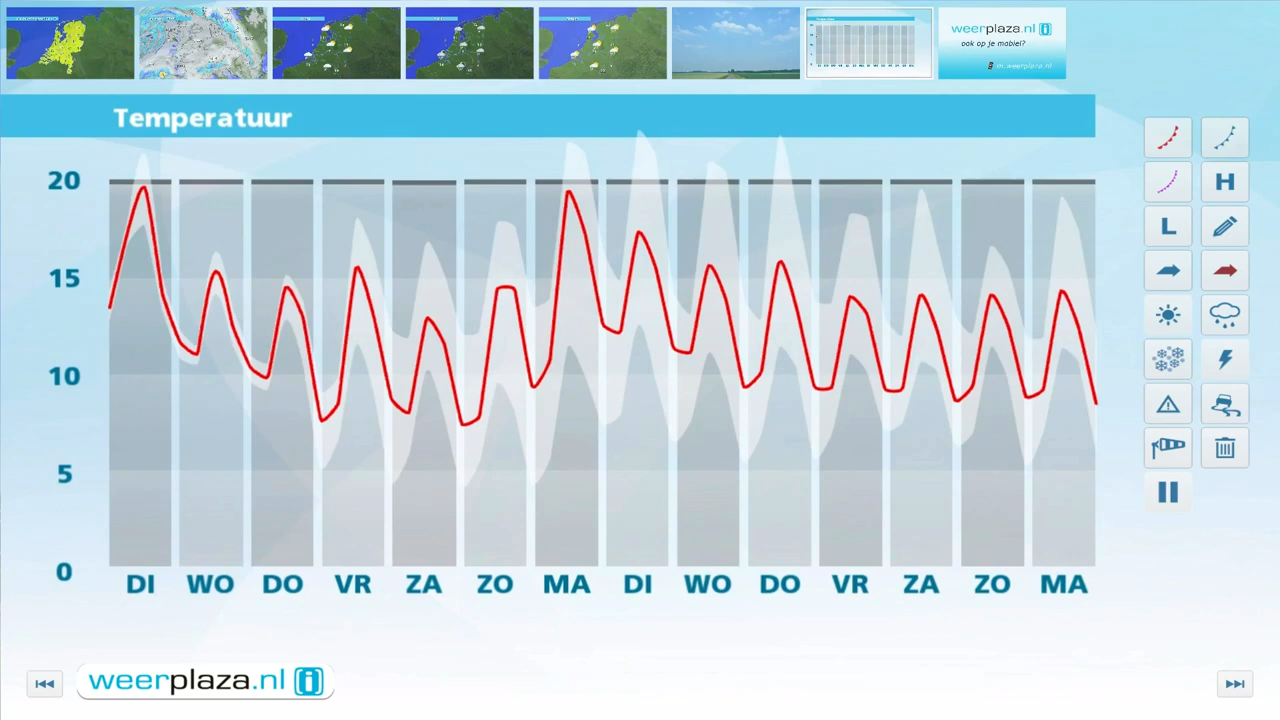 weerplaza.nl
ook op je mobiel?
m.weerplaza.nl
Temperatuur
20
15
10
5
0
DI WO DO VR ZA ZO MA DI WO DO VR ZA ZO MA
H
L
weerplaza.nl